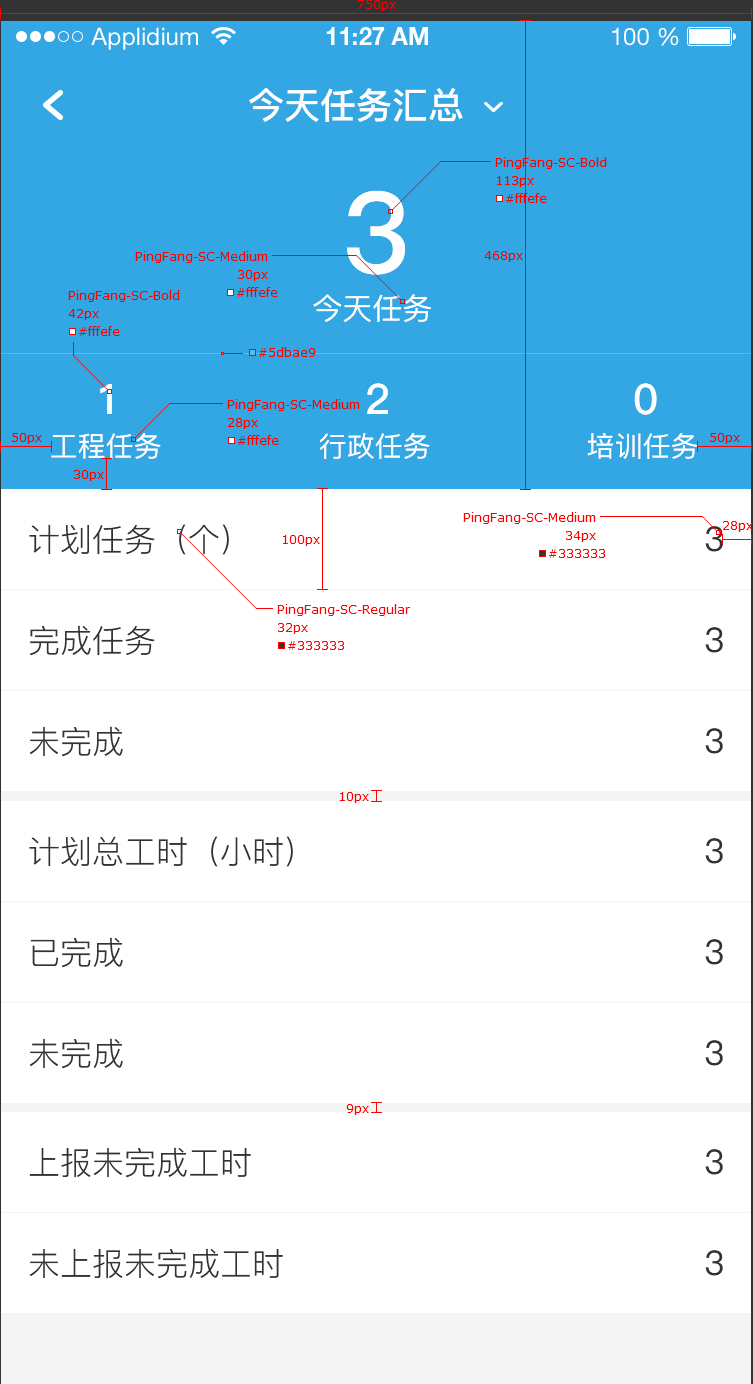 750px
Applidium 11:27 AM 100 %
今天任务汇总
PingFang-SC-Bold
113px
#fffefe
3
468px
PingFang-SC-Medium
30px
#fffefe
今天任务
PingFang-SC-Bold
42px
#fffefe
#5dbae9
1 2 0
PingFang-SC-Medium
28px
#fffefe
50px 工程任务 行政任务 培训任务 50px
30px
计划任务（个） 100px 3 28px
PingFang-SC-Medium
34px
#333333
PingFang-SC-Regular
32px
#333333
完成任务 3
未完成 3
10px
计划总工时（小时） 3
已完成 3
未完成 3
9px
上报未完成工时 3
未上报未完成工时 3